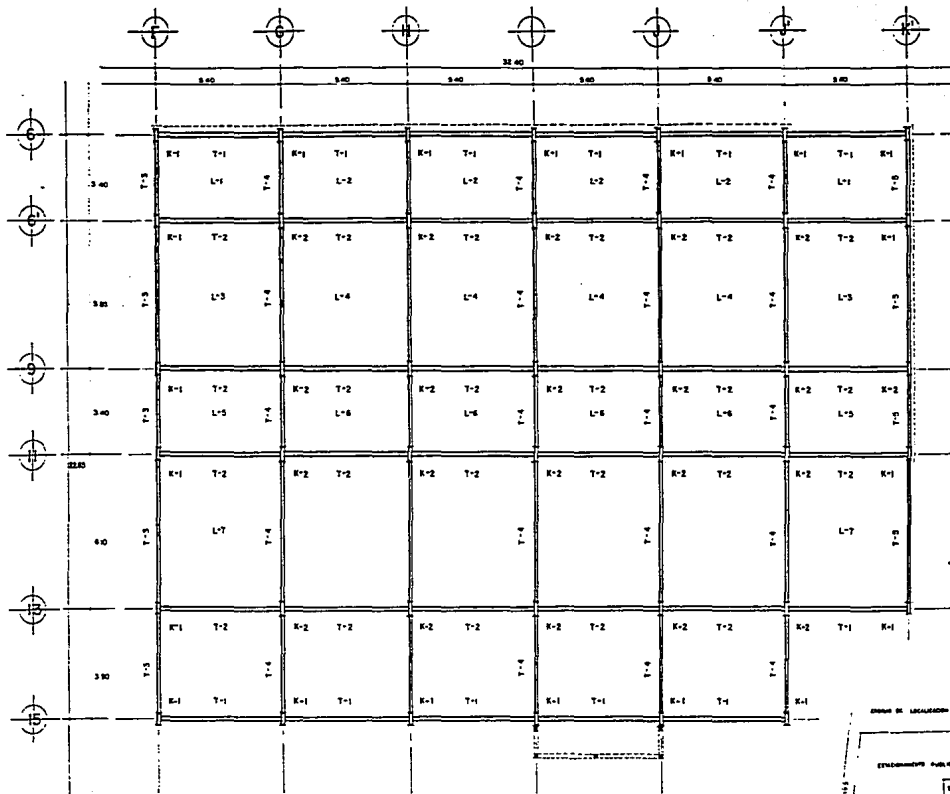 F G H J J' K'
32.40
5.40 5.40 5.40 5.40 5.40 5.40
6
K-1 T-1 K-1 T-1 K-1 T-1 K-1 T-1 K-1 T-1 K-1 T-1 K-1
3.40 T-3 L-1 T-4 L-2 L-2 T-4 L-2 T-4 L-2 T-4 L-1 T-5
6'
K-1 T-2 K-2 T-2 K-2 T-2 K-2 T-2 K-2 T-2 K-2 T-2 K-1
T-3 L-3 T-4 L-4 L-4 T-4 L-4 T-4 L-4 T-4 L-3 T-5
9
K-1 T-2 K-2 T-2 K-2 T-2 K-2 T-2 K-2 T-2 K-2 T-2 K-2
3.40 T-3 L-5 T-4 L-6 L-6 T-4 L-6 T-4 L-6 T-4 L-5 T-5
11
22.65
K-1 T-2 K-2 T-2 K-2 T-2 K-2 T-2 K-2 T-2 K-2 T-2 K-1
6.10 T-3 L-7 T-4 T-4 T-4 T-4 L-7 T-5
13
K-1 T-2 K-2 T-2 K-2 T-2 K-2 T-2 K-2 T-2 K-2 T-1 K-1
3.90 T-3 T-4 T-4 T-4 T-4
K-1 T-1 K-1 T-1 K-1 T-1 K-1 T-1 K-1 T-1 K-1
15
CROQUIS DE LOCALIZACION
ESTACIONAMIENTO